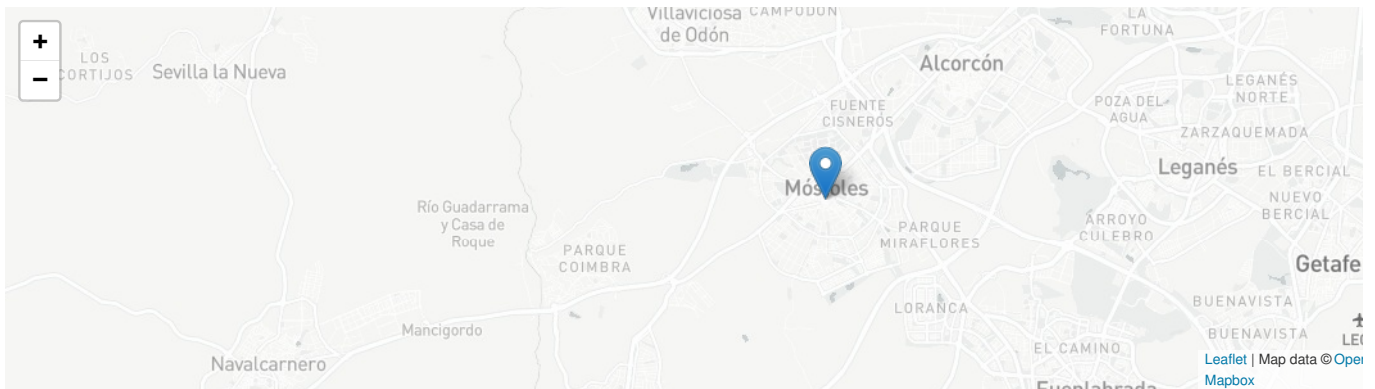 +
−
LOS
CORTIJOS
Sevilla la Nueva
Villaviciosa
de Odón
CAMPODÓN
LA
FORTUNA
Alcorcón
LEGANÉS
NORTE
FUENTE
CISNEROS
POZA DEL
AGUA
ZARZAQUEMADA
Leganés
EL BERCIAL
Móstoles
NUEVO
BERCIAL
Río Guadarrama
y Casa de
Roque
PARQUE
COIMBRA
PARQUE
MIRAFLORES
ARROYO
CULEBRO
Getafe
LORANCA
BUENAVISTA
Mancigordo
BUENAVISTA
EL CAMINO
Navalcarnero
Fuenlabrada
Leaflet | Map data ©
Mapbox